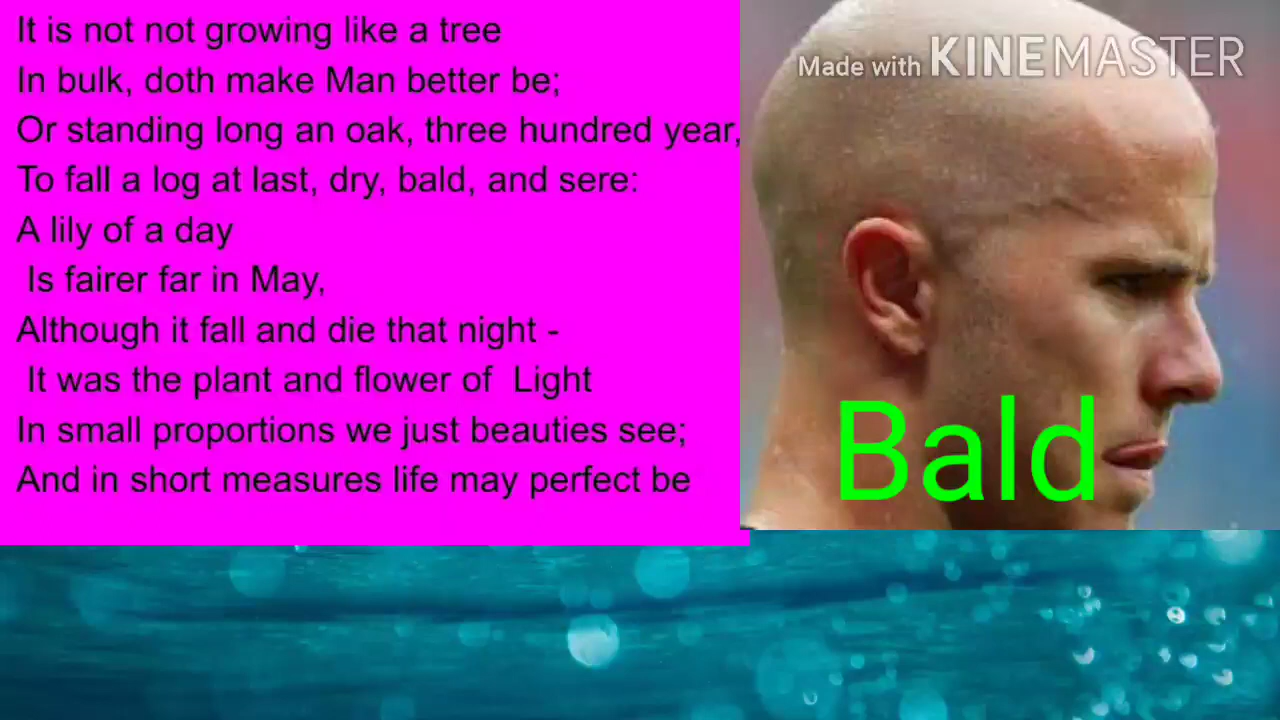 It is not not growing like a tree
In bulk, doth make Man better be;
Or standing long an oak, three hundred year,
To fall a log at last, dry, bald, and sere:
A lily of a day
Is fairer far in May,
Although it fall and die that night -
It was the plant and flower of Light
In small proportions we just beauties see;
And in short measures life may perfect be
Made with KINEMASTER
Bald